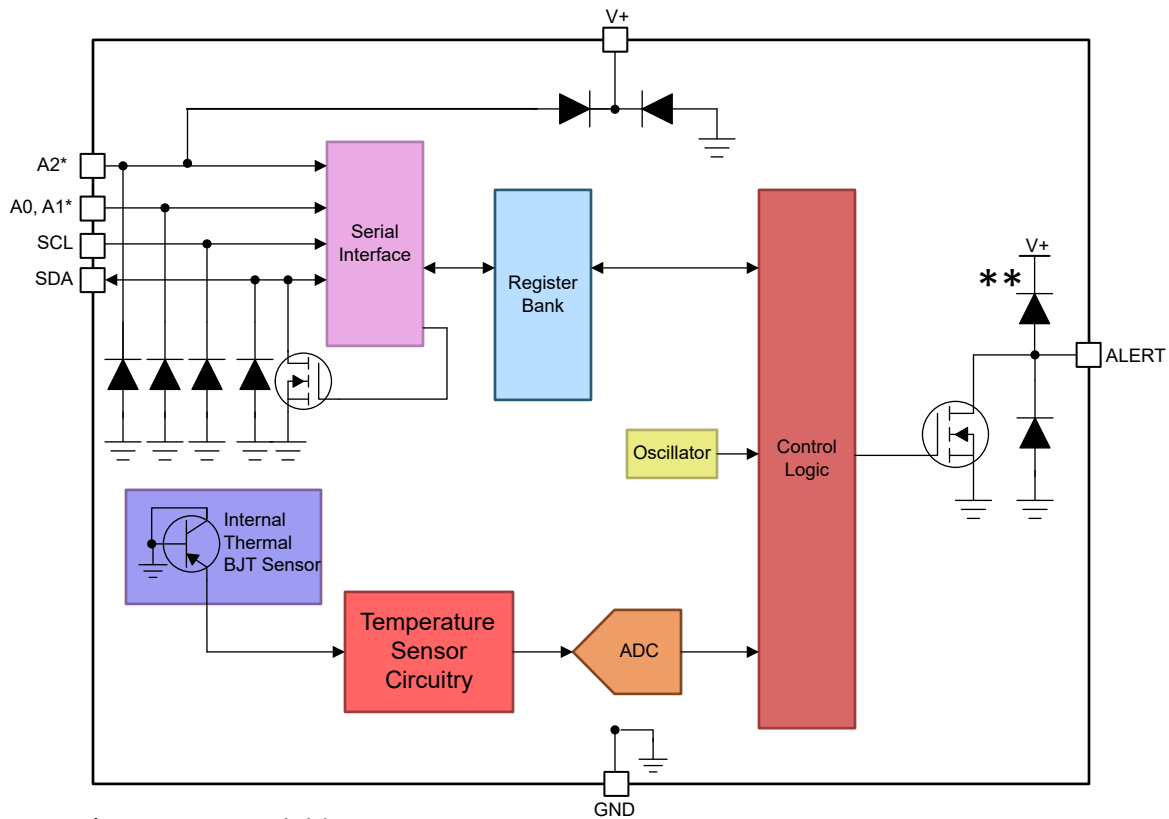 V+
A2*
A0, A1*
SCL
SDA
Serial
Interface
Register
Bank
V+
**
ALERT
Oscillator
Control
Logic
Internal
Thermal
BJT Sensor
Temperature
Sensor
Circuitry
ADC
GND